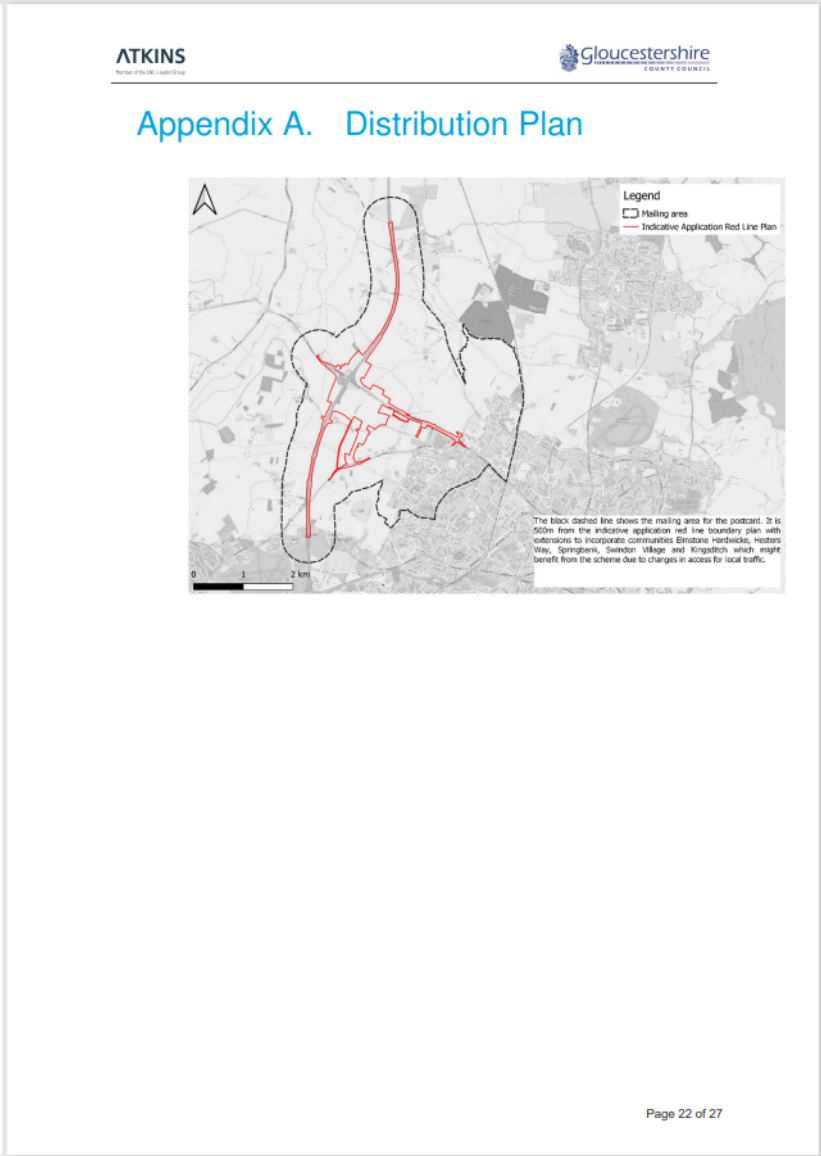 ATKINS
Member of the SNC-Lavalin Group
Gloucestershire
COUNTY COUNCIL
Appendix A. Distribution Plan
Legend
Mailing area
Indicative Application Red Line Plan
The black dashed line shows the mailing area for the postcard. It is
500m from the indicative application red line boundary plan with
extensions to incorporate communities Elmstone Hardwicke, Hesters
Way, Springbank, Swindon Village and Kingsditch which might
benefit from the scheme due to changes in access for local traffic.
0 1 2 km
Page 22 of 27